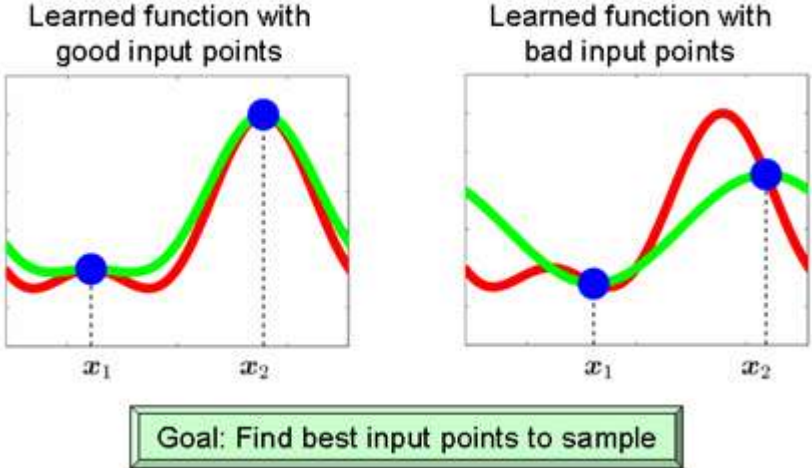 Learned function with
good input points
Learned function with
bad input points
x₁
x₂
x₁
x₂
Goal: Find best input points to sample